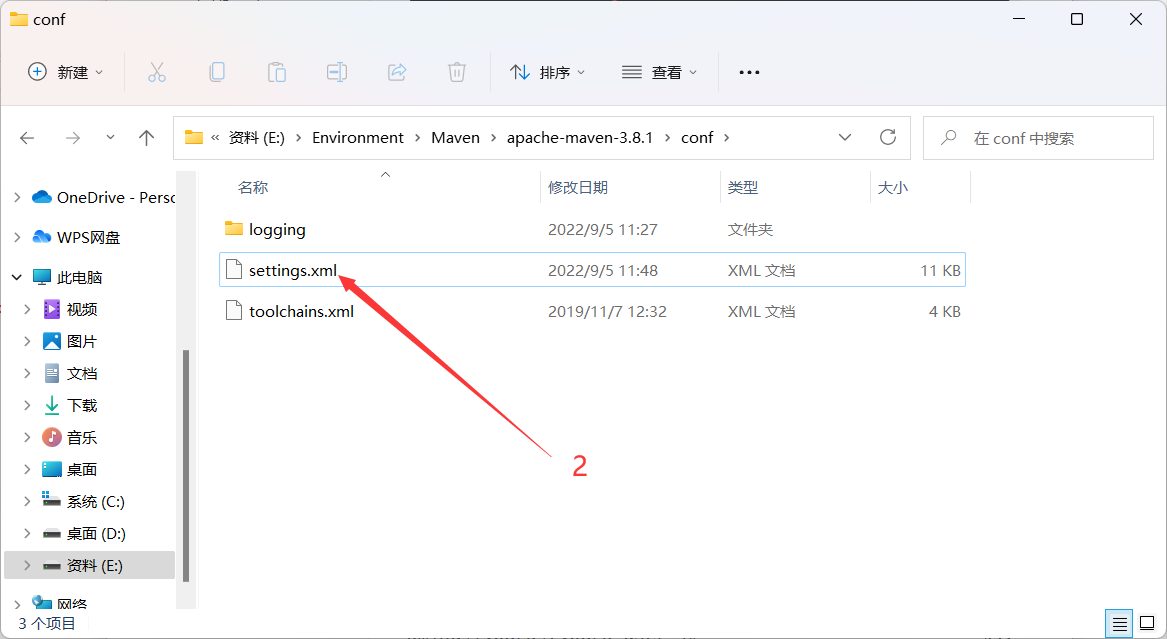 conf
新建
排序
查看
« 资料 (E:) › Environment › Maven › apache-maven-3.8.1 › conf ›
在 conf 中搜索
名称 修改日期 类型 大小
logging 2022/9/5 11:27 文件夹
settings.xml 2022/9/5 11:48 XML 文档 11 KB
toolchains.xml 2019/11/7 12:32 XML 文档 4 KB
2
OneDrive - Perso
WPS网盘
此电脑
视频
图片
文档
下载
音乐
桌面
系统 (C:)
桌面 (D:)
资料 (E:)
网络
3 个项目